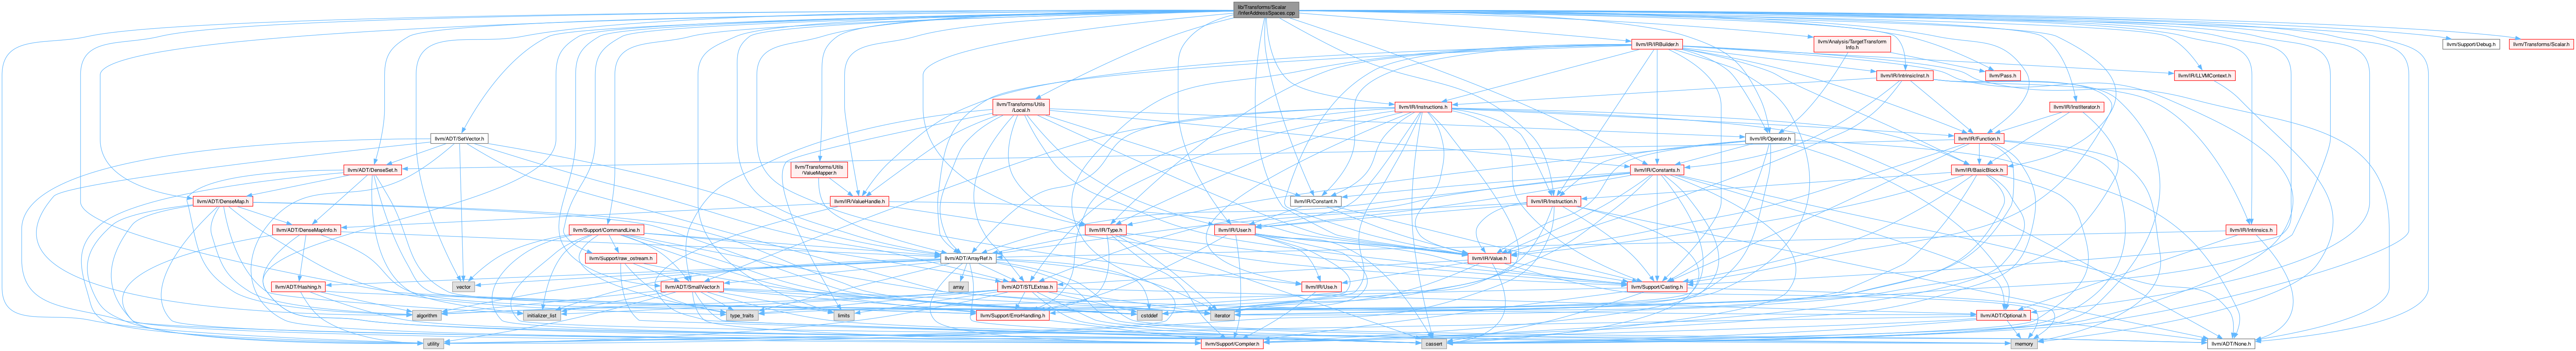 lib/Transforms/Scalar
/InferAddressSpaces.cpp
llvm/Analysis/TargetTransform
Info.h
llvm/IR/IRBuilder.h
llvm/Support/Debug.h
llvm/Transforms/Scalar.h
llvm/IR/IntrinsicInst.h
llvm/Pass.h
llvm/IR/LLVMContext.h
llvm/Transforms/Utils
/Local.h
llvm/IR/Instructions.h
llvm/IR/InstIterator.h
llvm/ADT/SetVector.h
llvm/IR/Operator.h
llvm/IR/Function.h
llvm/ADT/DenseSet.h
llvm/Transforms/Utils
/ValueMapper.h
llvm/IR/Constants.h
llvm/IR/BasicBlock.h
llvm/ADT/DenseMap.h
llvm/IR/ValueHandle.h
llvm/IR/Constant.h
llvm/IR/Instruction.h
llvm/ADT/DenseMapInfo.h
llvm/Support/CommandLine.h
llvm/IR/Type.h
llvm/IR/User.h
llvm/IR/Intrinsics.h
llvm/Support/raw_ostream.h
llvm/ADT/ArrayRef.h
llvm/IR/Value.h
llvm/ADT/Hashing.h
vector
llvm/ADT/SmallVector.h
array
llvm/ADT/STLExtras.h
llvm/IR/Use.h
llvm/Support/Casting.h
algorithm
initializer_list
type_traits
limits
llvm/Support/ErrorHandling.h
cstddef
iterator
llvm/ADT/Optional.h
utility
llvm/Support/Compiler.h
cassert
memory
llvm/ADT/None.h